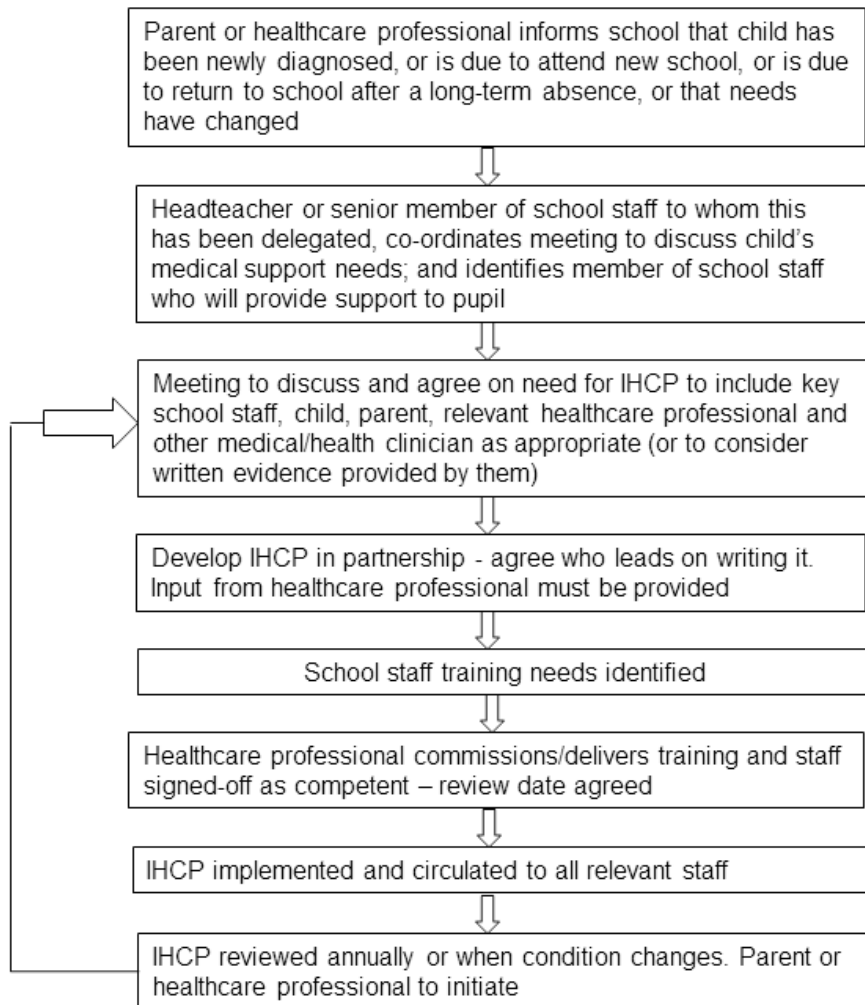 Parent or healthcare professional informs school that child has
been newly diagnosed, or is due to attend new school, or is due
to return to school after a long-term absence, or that needs
have changed
Headteacher or senior member of school staff to whom this
has been delegated, co-ordinates meeting to discuss child's
medical support needs; and identifies member of school staff
who will provide support to pupil
Meeting to discuss and agree on need for IHCP to include key
school staff, child, parent, relevant healthcare professional and
other medical/health clinician as appropriate (or to consider
written evidence provided by them)
Develop IHCP in partnership - agree who leads on writing it.
Input from healthcare professional must be provided
School staff training needs identified
Healthcare professional commissions/delivers training and staff
signed-off as competent – review date agreed
IHCP implemented and circulated to all relevant staff
IHCP reviewed annually or when condition changes. Parent or
healthcare professional to initiate